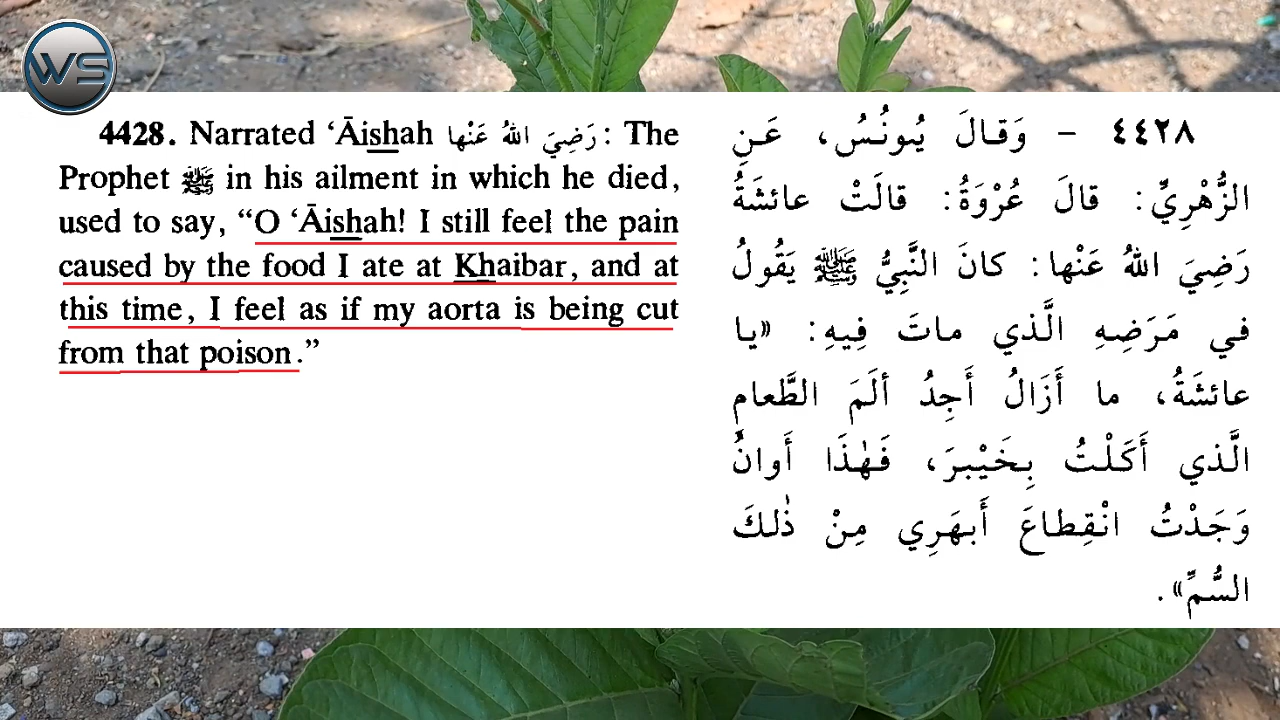 WS
4428. Narrated ‘Āishah رَضِيَ اللهُ عَنْها: The
Prophet ﷺ in his ailment in which he died,
used to say, “O ‘Āishah! I still feel the pain
caused by the food I ate at Khaibar, and at
this time, I feel as if my aorta is being cut
from that poison.”
٤٤٢٨ – وَقالَ يُونُسُ، عَنِ
الزُّهْرِيِّ: قالَ عُرْوَةُ: قالَتْ عائشَةُ
رَضِيَ اللهُ عَنْها: كانَ النَّبِيُّ ﷺ يَقُولُ
في مَرَضِهِ الَّذي ماتَ فِيهِ: «يا
عائشَةُ، ما أَزَالُ أَجِدُ ألَمَ الطَّعامِ
الَّذي أَكَلْتُ بِخَيْبرَ، فَهٰذَا أَوانُ
وَجَدْتُ انْقِطاعَ أَبهَرِي مِنْ ذٰلكَ
السُّمِّ».